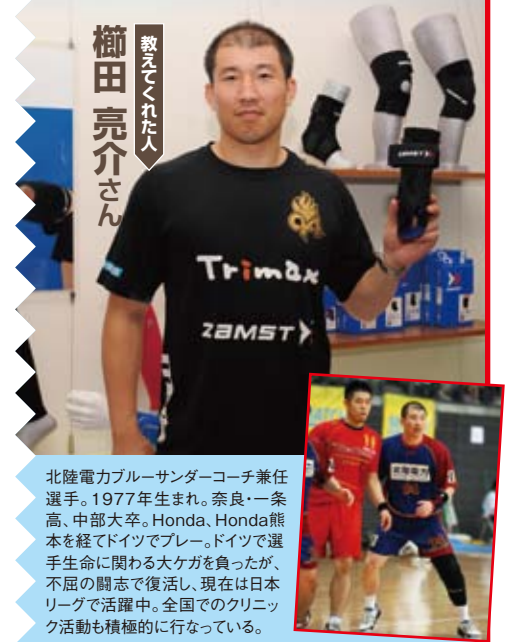 教えてくれた人
櫛田 亮介さん
Trimax
ZAMST
ZAMST
北陸電力ブルーサンダーコーチ兼任
選手。1977年生まれ。奈良・一条
高、中部大卒。Honda、Honda熊
本を経てドイツでプレー。ドイツで選
手生命に関わる大ケガを負ったが、
不屈の闘志で復活し、現在は日本
リーグで活躍中。全国でのクリニッ
ク活動も積極的に行なっている。
北陸電力